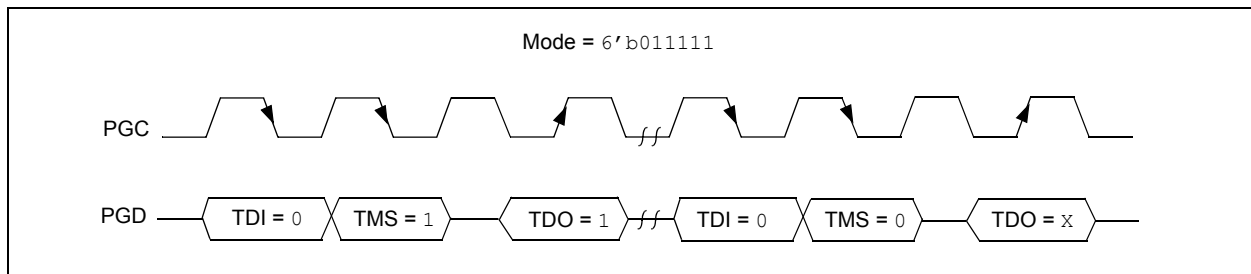 Mode = 6'b011111
PGC
PGD TDI = 0 TMS = 1 TDO = 1 TDI = 0 TMS = 0 TDO = X